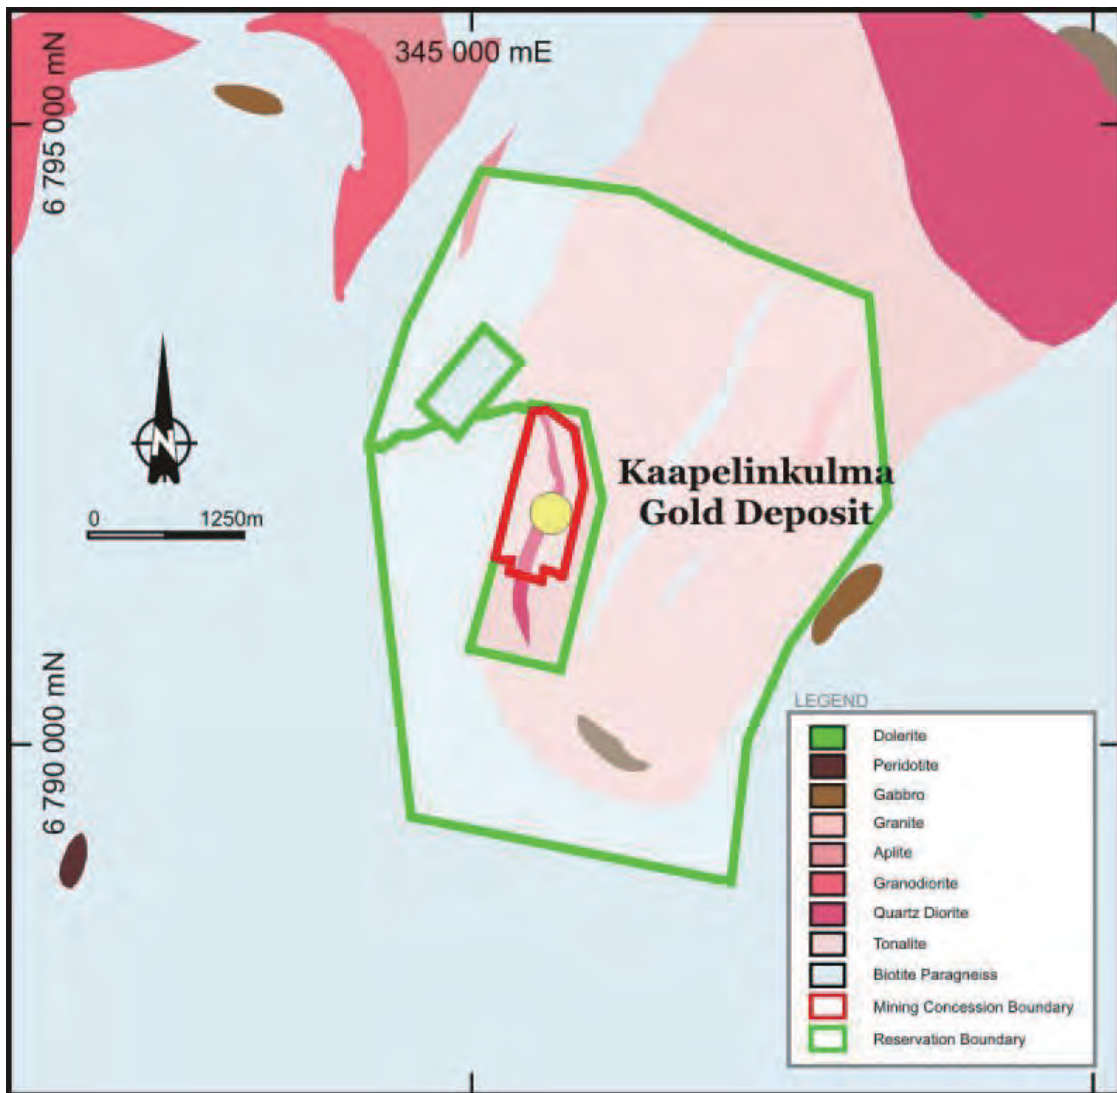 345 000 mE
6 795 000 mN
N
0 1250m
Kaapelinkulma
Gold Deposit
6 790 000 mN
LEGEND
Dolerite
Peridotite
Gabbro
Granite
Aplite
Granodiorite
Quartz Diorite
Tonalite
Biotite Paragneiss
Mining Concession Boundary
Reservation Boundary